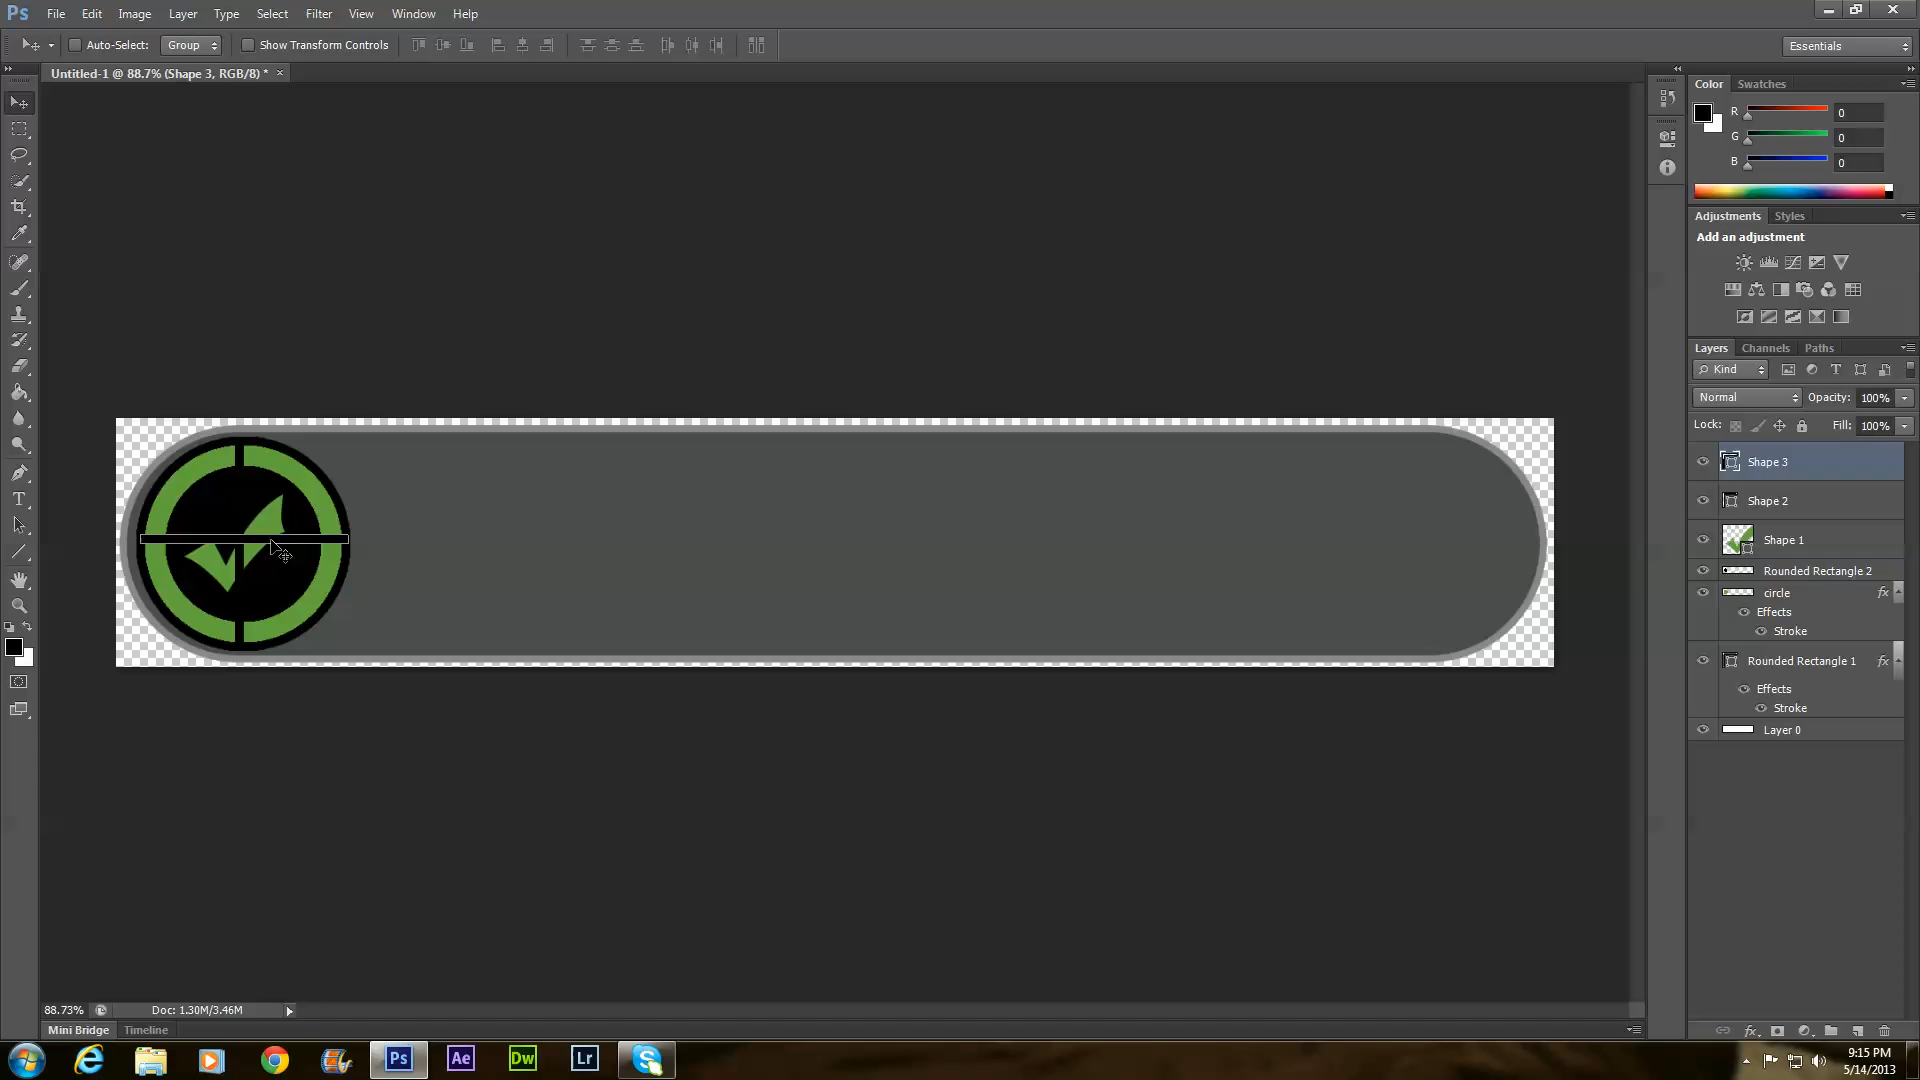 Ps File Edit Image Layer Type Select Filter View Window Help
Auto-Select: Group Show Transform Controls Essentials
Untitled-1 @ 88.7% (Shape 3, RGB/8) * ×
Color Swatches
R 0
G 0
B 0
Adjustments Styles
Add an adjustment
Layers Channels Paths
Kind
Normal Opacity: 100%
Lock: Fill: 100%
Shape 3
Shape 2
Shape 1
Rounded Rectangle 2
circle fx
Effects
Stroke
Rounded Rectangle 1 fx
Effects
Stroke
Layer 0
88.73% Doc: 1.30M/3.46M
Mini Bridge Timeline
Ps Ae Dw Lr
9:15 PM
5/14/2013